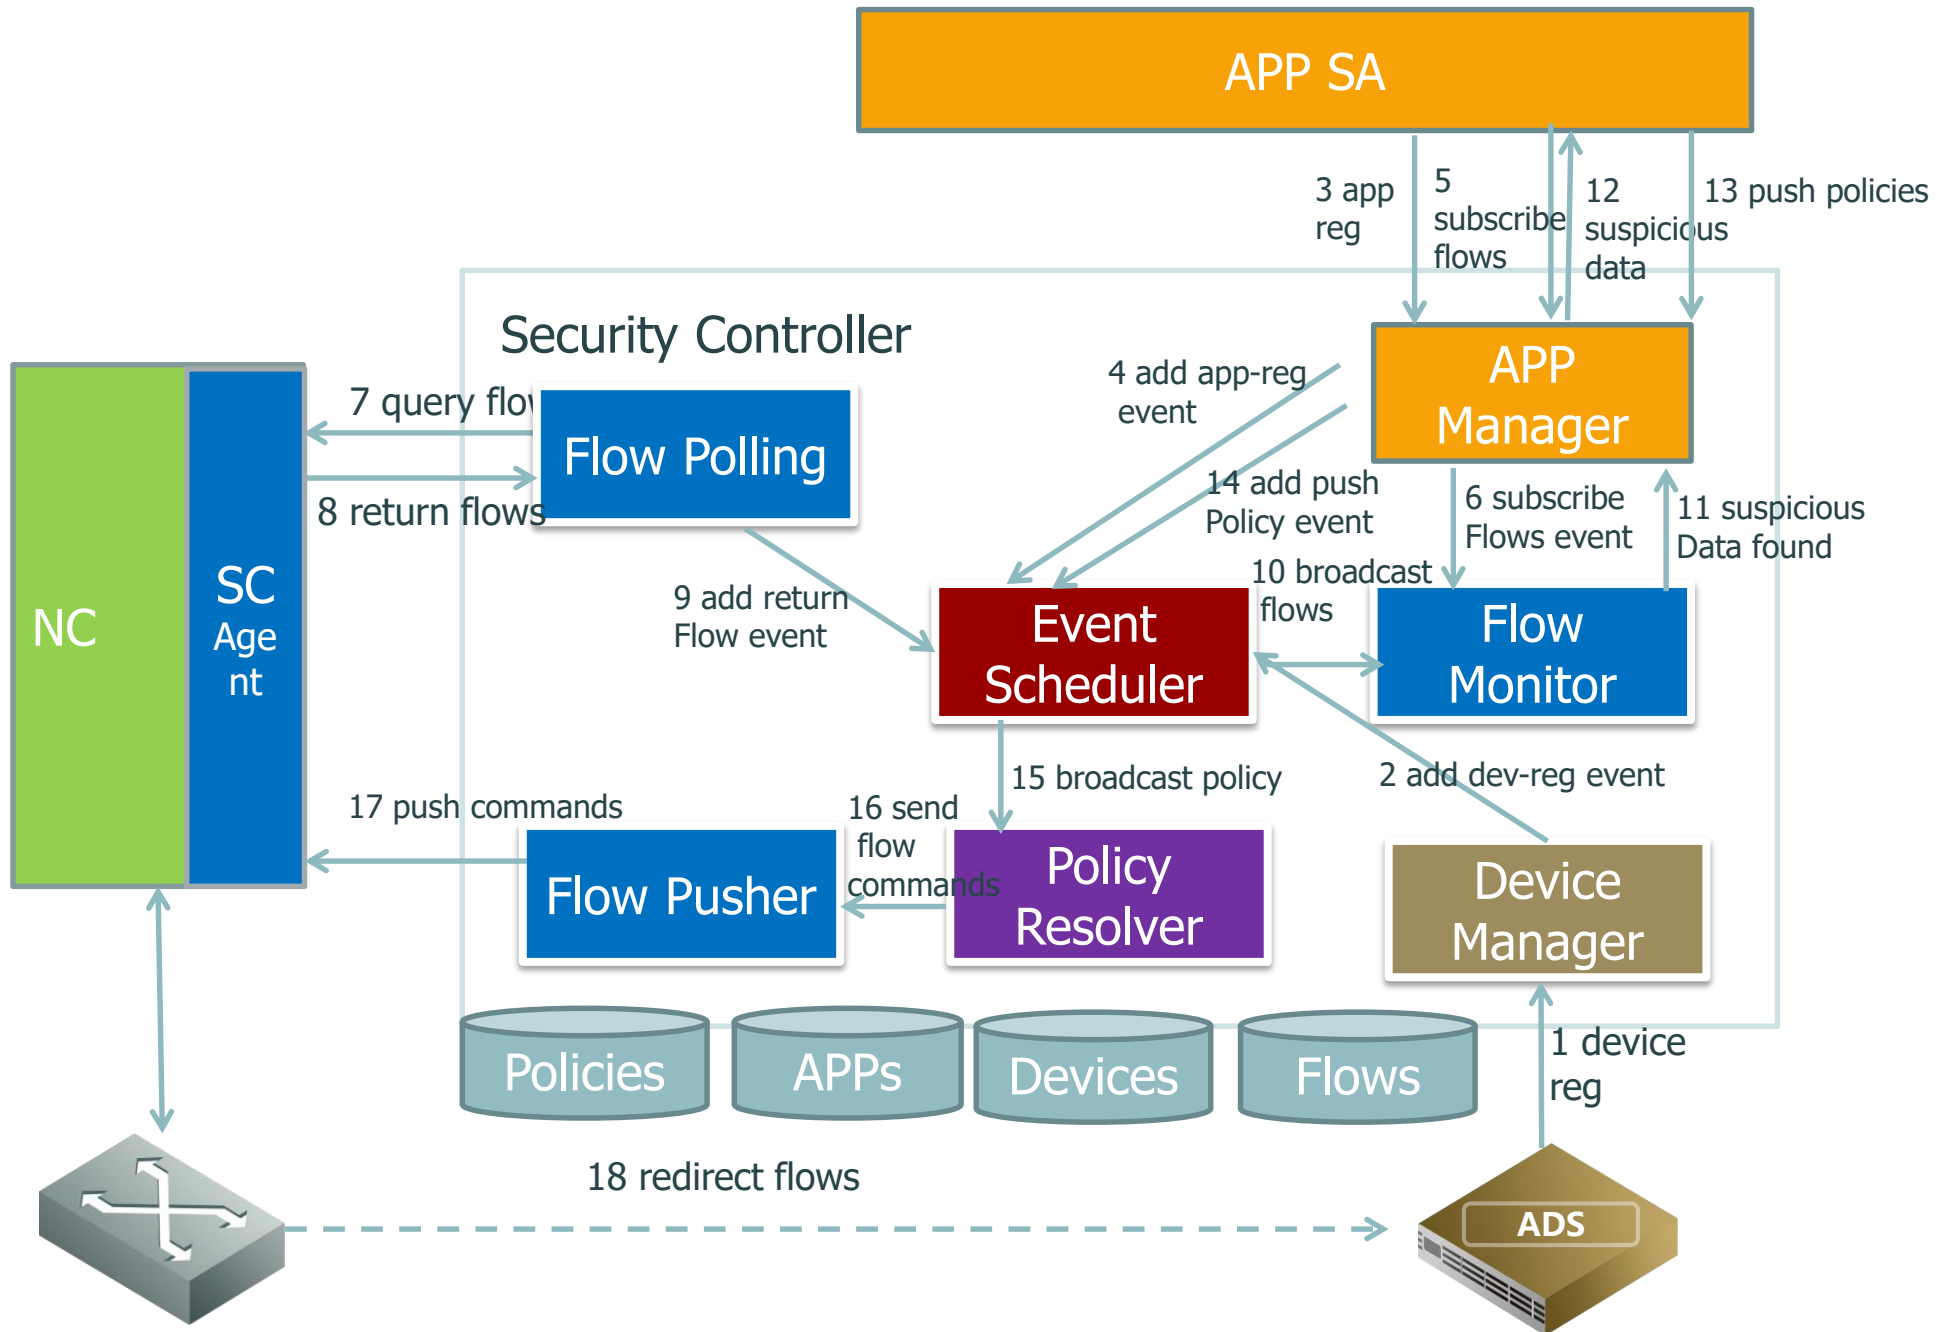 APP SA
3 app
reg
5
subscribe
flows
12
suspicious
data
13 push policies
Security Controller
APP
Manager
4 add app-reg
event
7 query flow
Flow Polling
8 return flows
14 add push
Policy event
6 subscribe
Flows event
11 suspicious
Data found
NC
SC
Age
nt
9 add return
Flow event
10 broadcast
flows
Event
Scheduler
Flow
Monitor
15 broadcast policy
2 add dev-reg event
17 push commands
16 send
flow
commands
Flow Pusher
Policy
Resolver
Device
Manager
Policies
APPs
Devices
Flows
1 device
reg
18 redirect flows
ADS